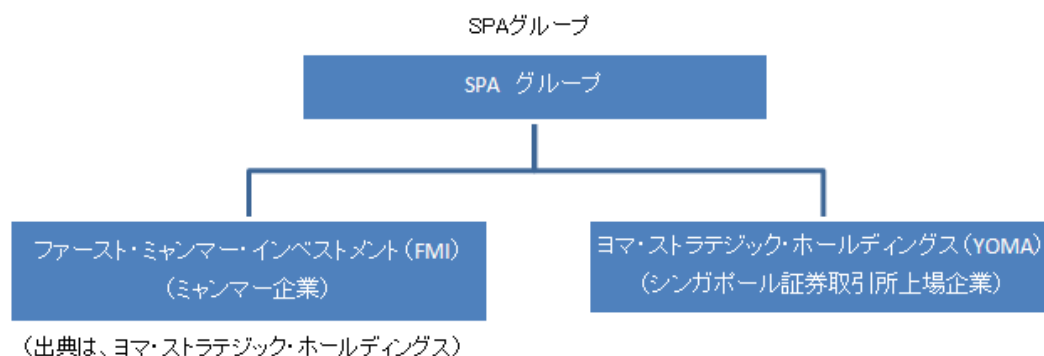 SPAグループ
SPA グループ
ファースト・ミャンマー・インベストメント(FMI)
(ミャンマー企業)
ヨマ・ストラテジック・ホールディングス(YOMA)
(シンガポール証券取引所上場企業)
(出典は、ヨマ・ストラテジック・ホールディングス)